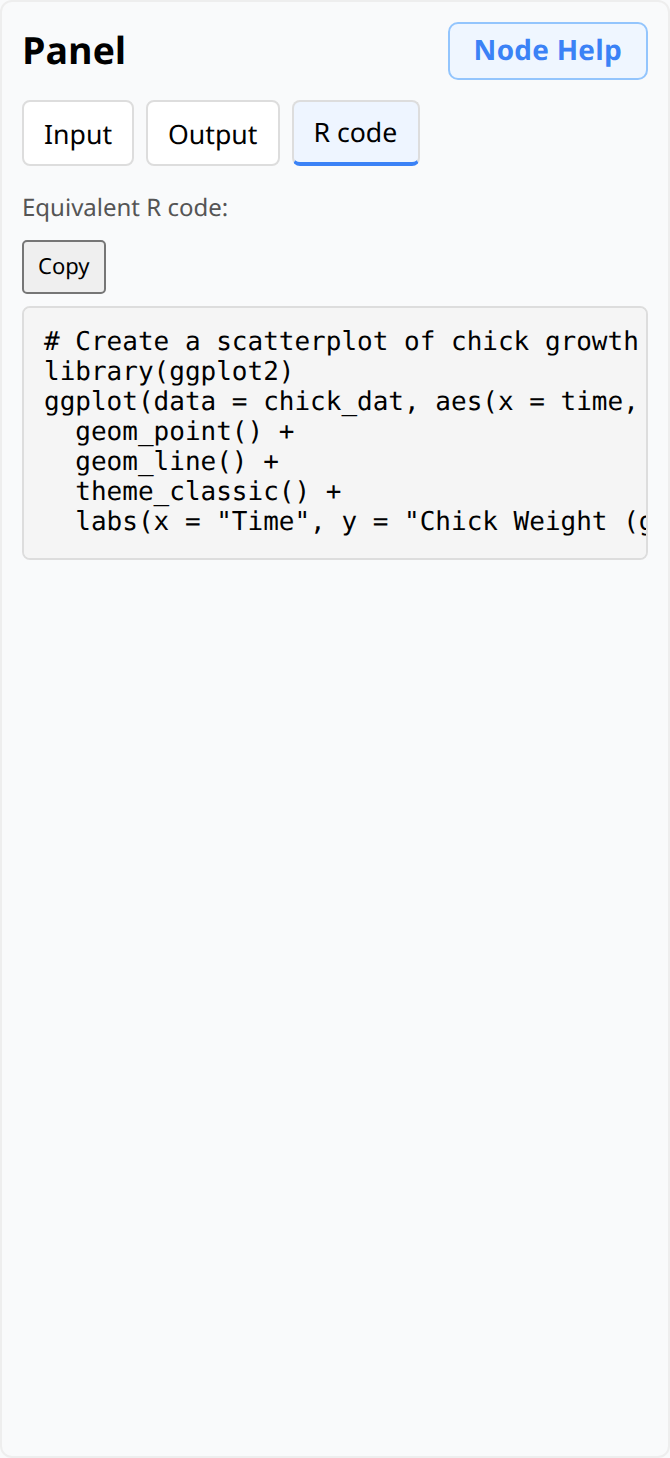 Panel
Node Help
Input
Output
R code
Equivalent R code:
Copy
# Create a scatterplot of chick growth
library(ggplot2)
ggplot(data = chick_dat, aes(x = time,
  geom_point() +
  geom_line() +
  theme_classic() +
  labs(x = "Time", y = "Chick Weight (g